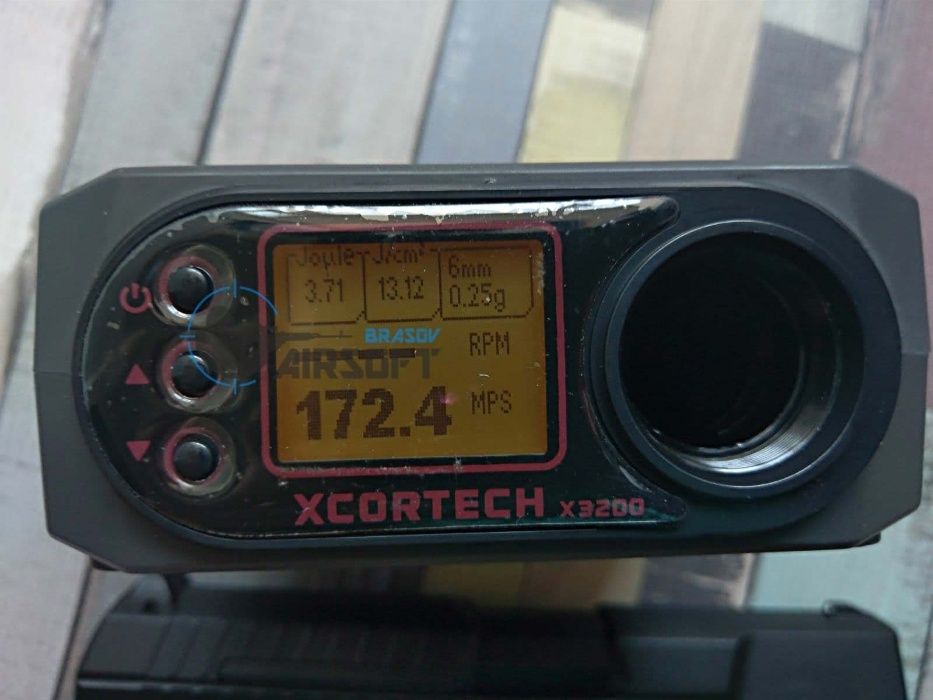 Joule J/cm²
6mm
3.71 13.12 0.25g
BRASOV
RPM
AIRSOFT
172.4 MPS
XCORTECH X3200